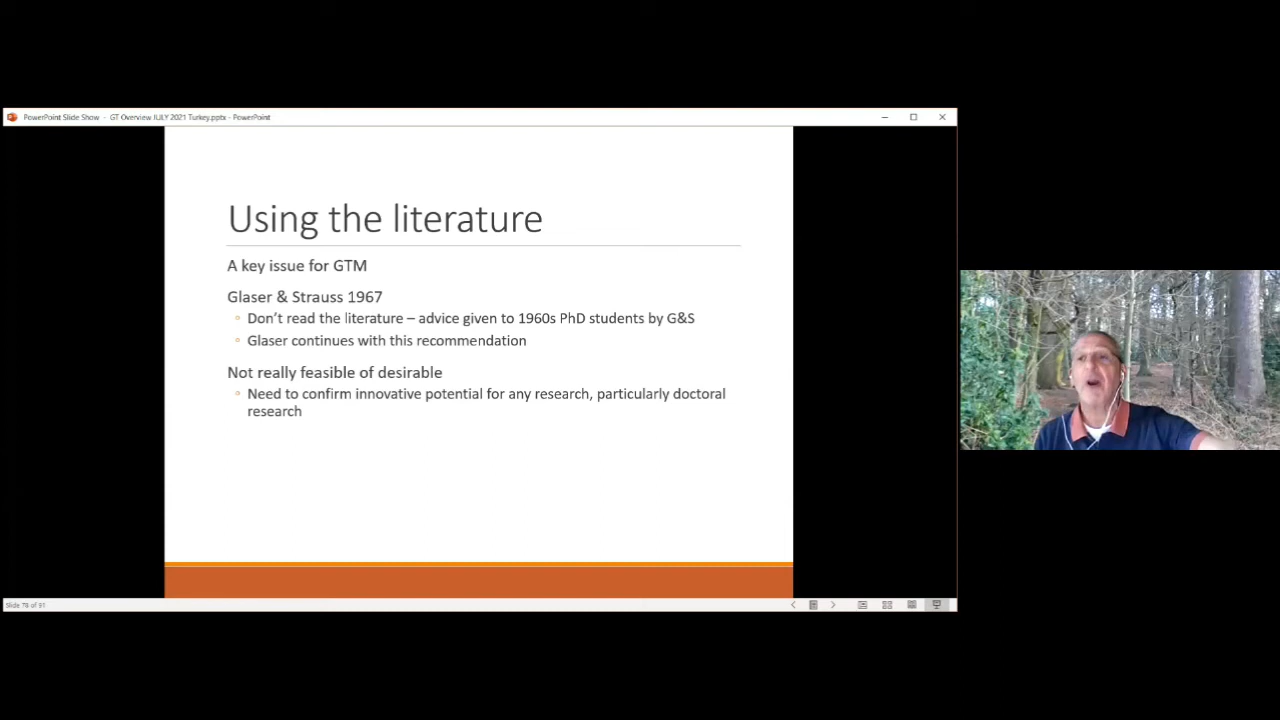 PowerPoint Slide Show - GT Overview JULY 2021 Turkey.pptx - PowerPoint
Using the literature
A key issue for GTM
Glaser & Strauss 1967
Don't read the literature – advice given to 1960s PhD students by G&S
Glaser continues with this recommendation
Not really feasible of desirable
Need to confirm innovative potential for any research, particularly doctoral
research
Slide 78 of 91